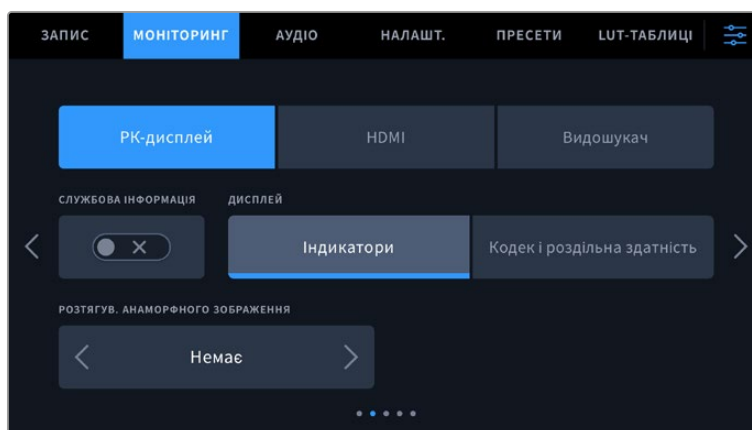 ЗАПИС МОНІТОРИНГ АУДІО НАЛАШТ. ПРЕСЕТИ LUT-ТАБЛИЦІ
РК-дисплей HDMI Видошукач
СЛУЖБОВА ІНФОРМАЦІЯ ДИСПЛЕЙ
Індикатори Кодек і роздільна здатність
РОЗТЯГУВ. АНАМОРФНОГО ЗОБРАЖЕННЯ
Немає